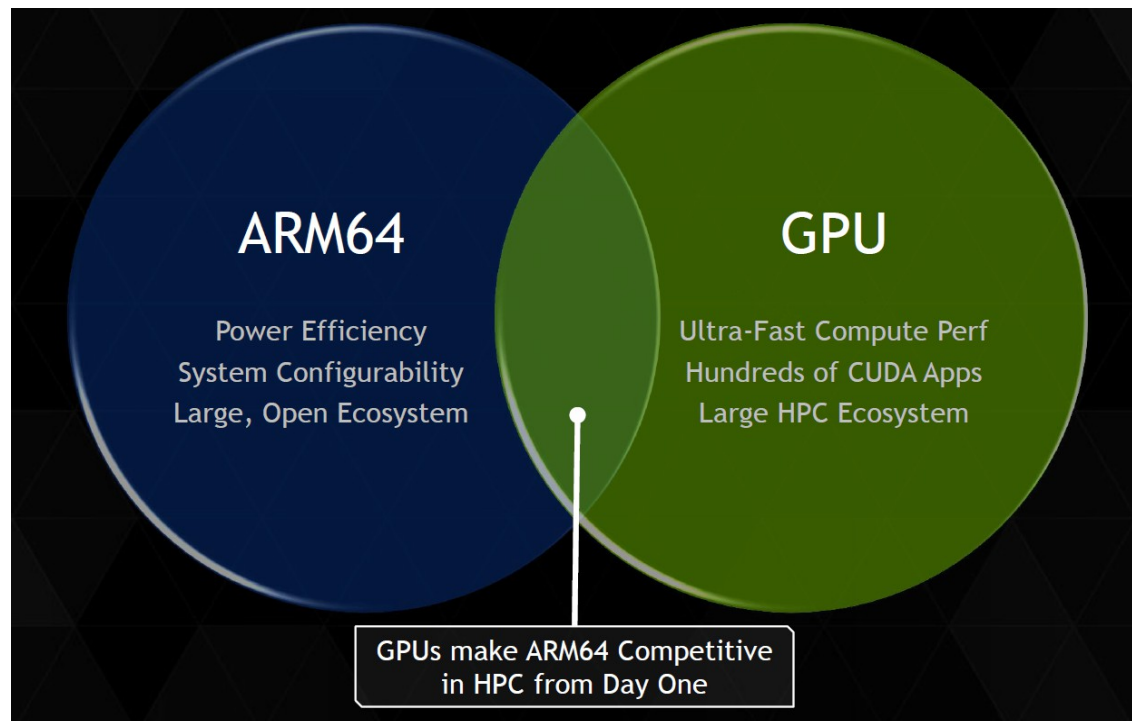 ARM64
Power Efficiency
System Configurability
Large, Open Ecosystem
GPU
Ultra-Fast Compute Perf
Hundreds of CUDA Apps
Large HPC Ecosystem
GPUs make ARM64 Competitive
in HPC from Day One